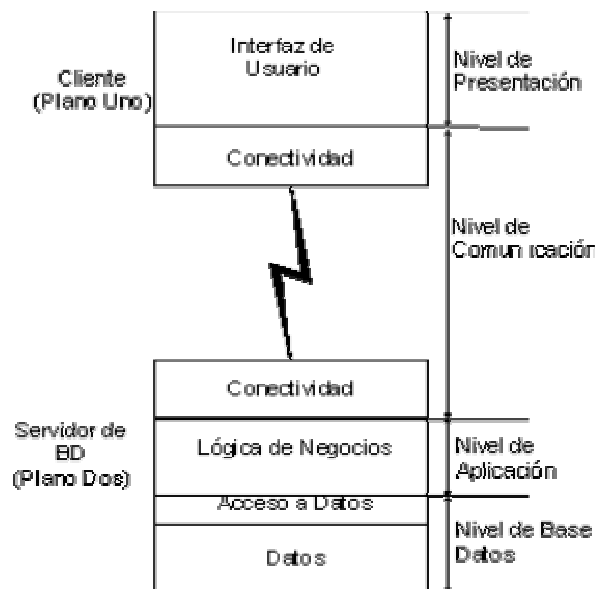 Interfaz de
Usuario
Nivel de
Presentación
Cliente
(Plano Uno)
Conectividad
Nivel de
Comunicación
Conectividad
Servidor de
BD
(Plano Dos)
Lógica de Negocios
Nivel de
Aplicación
Acceso a Datos
Nivel de Base
Datos
Datos